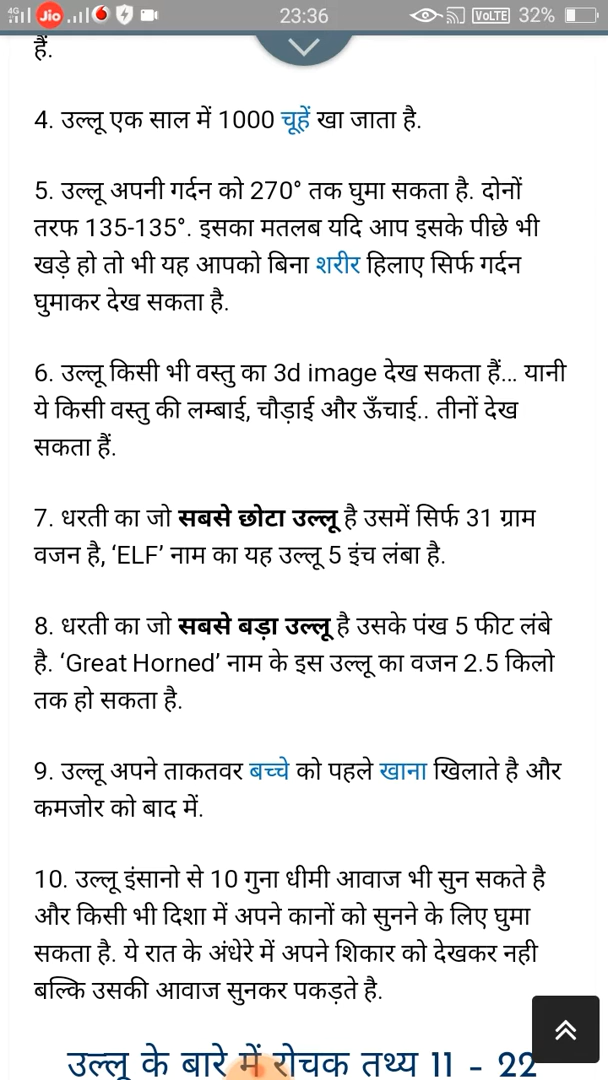 4G Jio 23:36 VoLTE 32%
हैं.
4. उल्लू एक साल में 1000 चूहें खा जाता है.
5. उल्लू अपनी गर्दन को 270° तक घुमा सकता है. दोनों
तरफ 135-135°. इसका मतलब यदि आप इसके पीछे भी
खड़े हो तो भी यह आपको बिना शरीर हिलाए सिर्फ गर्दन
घुमाकर देख सकता है.
6. उल्लू किसी भी वस्तु का 3d image देख सकता हैं... यानी
ये किसी वस्तु की लम्बाई, चौड़ाई और ऊँचाई.. तीनों देख
सकता हैं.
7. धरती का जो सबसे छोटा उल्लू है उसमें सिर्फ 31 ग्राम
वजन है, ‘ELF’ नाम का यह उल्लू 5 इंच लंबा है.
8. धरती का जो सबसे बड़ा उल्लू है उसके पंख 5 फीट लंबे
है. ‘Great Horned’ नाम के इस उल्लू का वजन 2.5 किलो
तक हो सकता है.
9. उल्लू अपने ताकतवर बच्चे को पहले खाना खिलाते है और
कमजोर को बाद में.
10. उल्लू इंसानो से 10 गुना धीमी आवाज भी सुन सकते है
और किसी भी दिशा में अपने कानों को सुनने के लिए घुमा
सकता है. ये रात के अंधेरे में अपने शिकार को देखकर नही
बल्कि उसकी आवाज सुनकर पकड़ते है.
उल्लू के बारे में रोचक तथ्य 11 - 22